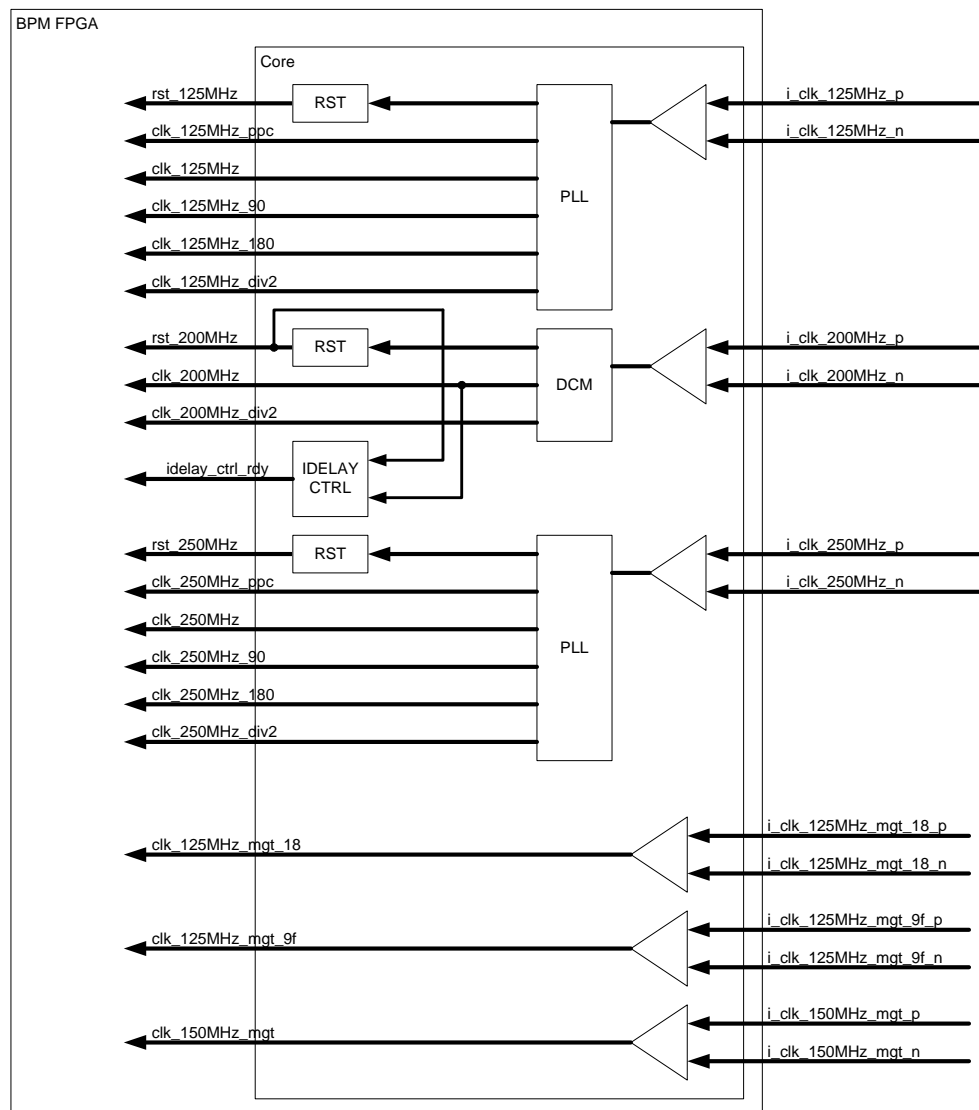 BPM FPGA
Core
rst_125MHz
RST
i_clk_125MHz_p
clk_125MHz_ppc
i_clk_125MHz_n
clk_125MHz
PLL
clk_125MHz_90
clk_125MHz_180
clk_125MHz_div2
rst_200MHz
RST
i_clk_200MHz_p
clk_200MHz
DCM
i_clk_200MHz_n
clk_200MHz_div2
idelay_ctrl_rdy
IDELAY
CTRL
rst_250MHz
RST
i_clk_250MHz_p
clk_250MHz_ppc
i_clk_250MHz_n
clk_250MHz
PLL
clk_250MHz_90
clk_250MHz_180
clk_250MHz_div2
i_clk_125MHz_mgt_18_p
clk_125MHz_mgt_18
i_clk_125MHz_mgt_18_n
i_clk_125MHz_mgt_9f_p
clk_125MHz_mgt_9f
i_clk_125MHz_mgt_9f_n
i_clk_150MHz_mgt_p
clk_150MHz_mgt
i_clk_150MHz_mgt_n